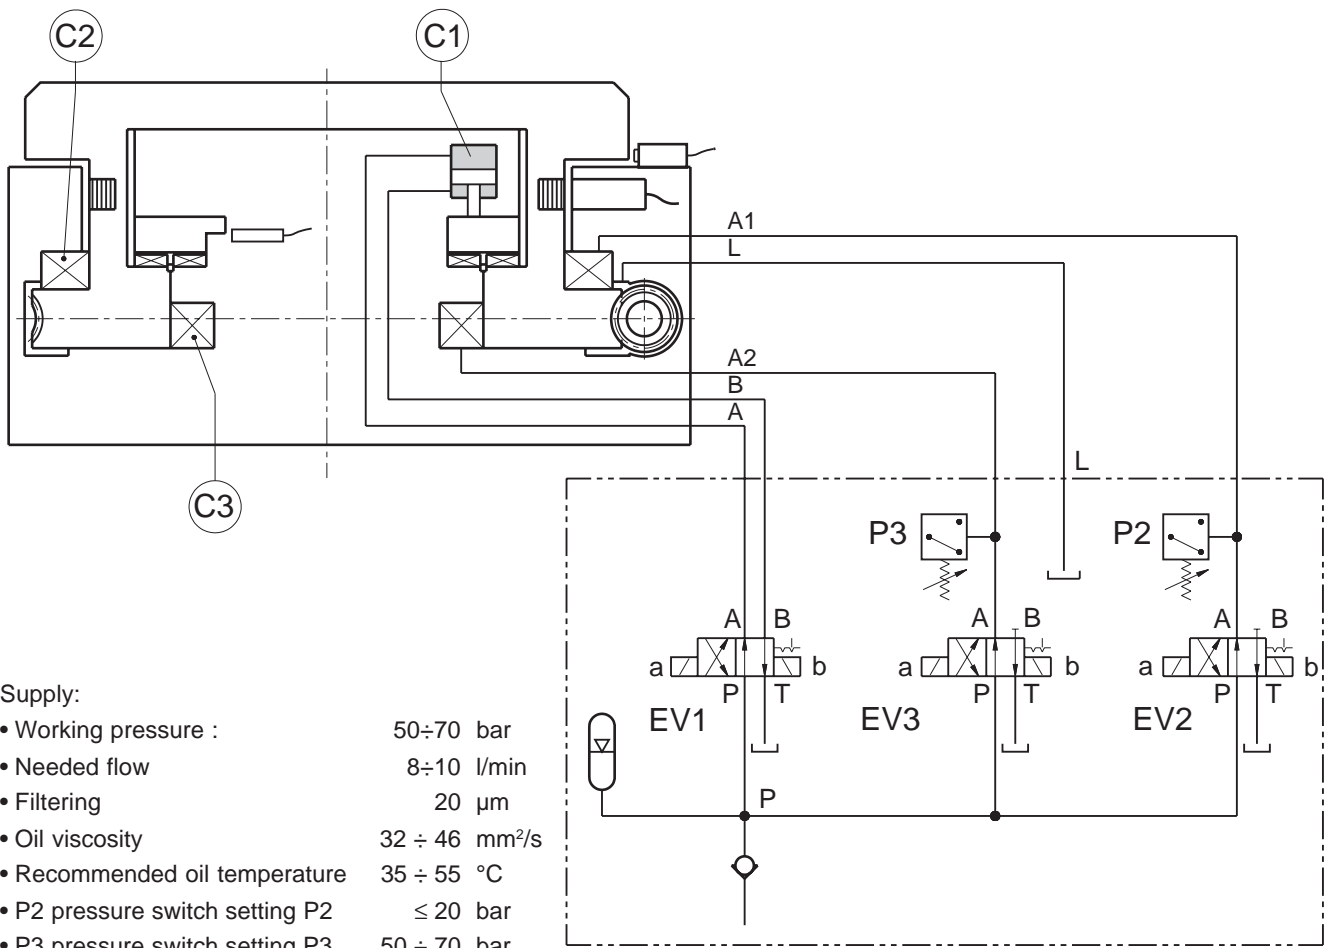 C2
C1
A1
L
A2
B
A
L
C3
P3
P2
A B
A B
A B
a b
a b
a b
P T
P T
P T
EV1
EV3
EV2
P
Supply:
• Working pressure : 50÷70 bar
• Needed flow 8÷10 l/min
• Filtering 20 µm
• Oil viscosity 32 ÷ 46 mm²/s
• Recommended oil temperature 35 ÷ 55 °C
• P2 pressure switch setting P2 ≤ 20 bar
• P3 pressure switch setting P3 50 ÷ 70 bar